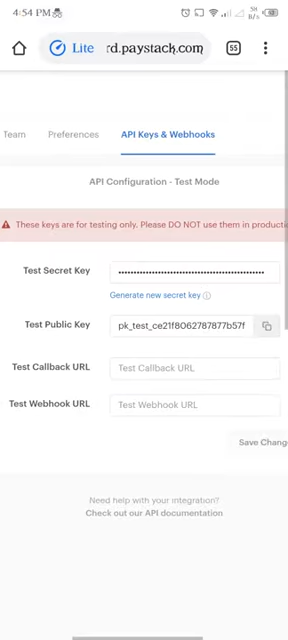 4:54 PM
Lite rd.paystack.com 55
Team Preferences API Keys & Webhooks
API Configuration - Test Mode
These keys are for testing only. Please DO NOT use them in producti
Test Secret Key ••••••••••••••••••••••••••••••••••••••••••••••••
Generate new secret key
Test Public Key pk_test_ce21f8062787877b57f
Test Callback URL Test Callback URL
Test Webhook URL Test Webhook URL
Save Chang
Need help with your integration?
Check out our API documentation